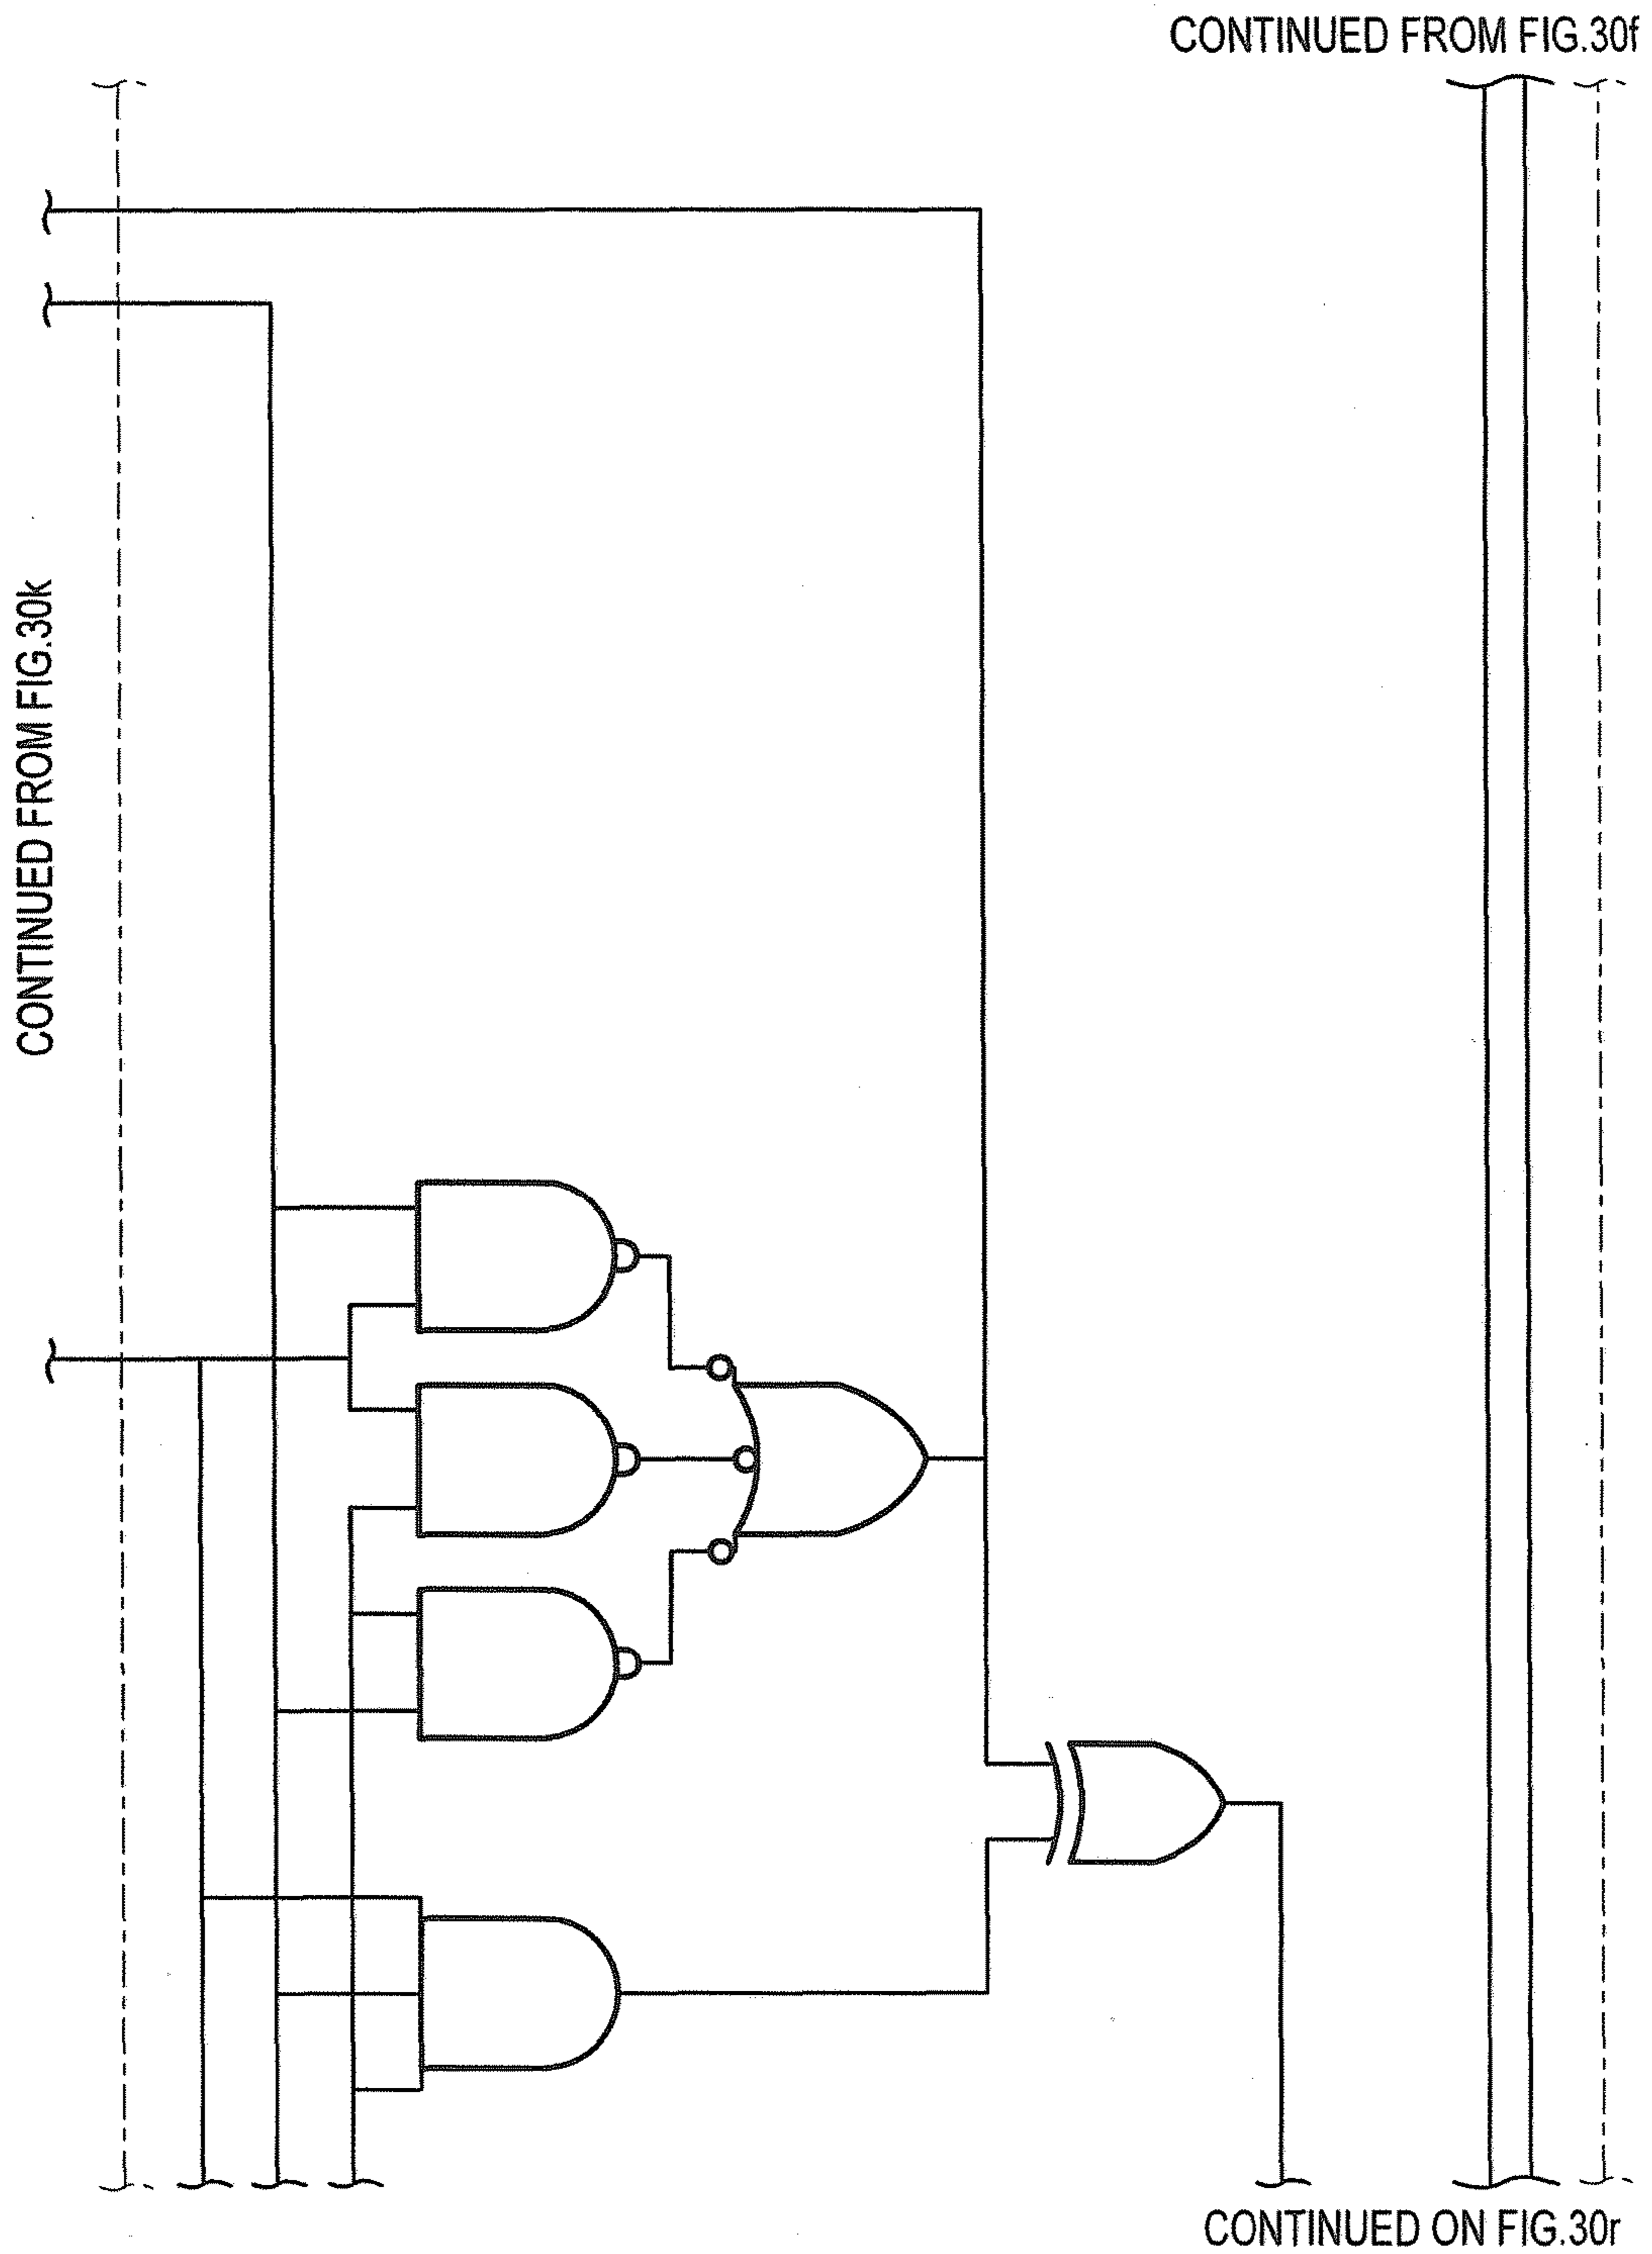 CONTINUED FROM FIG.30f
CONTINUED FROM FIG.30k
CONTINUED ON FIG.30r